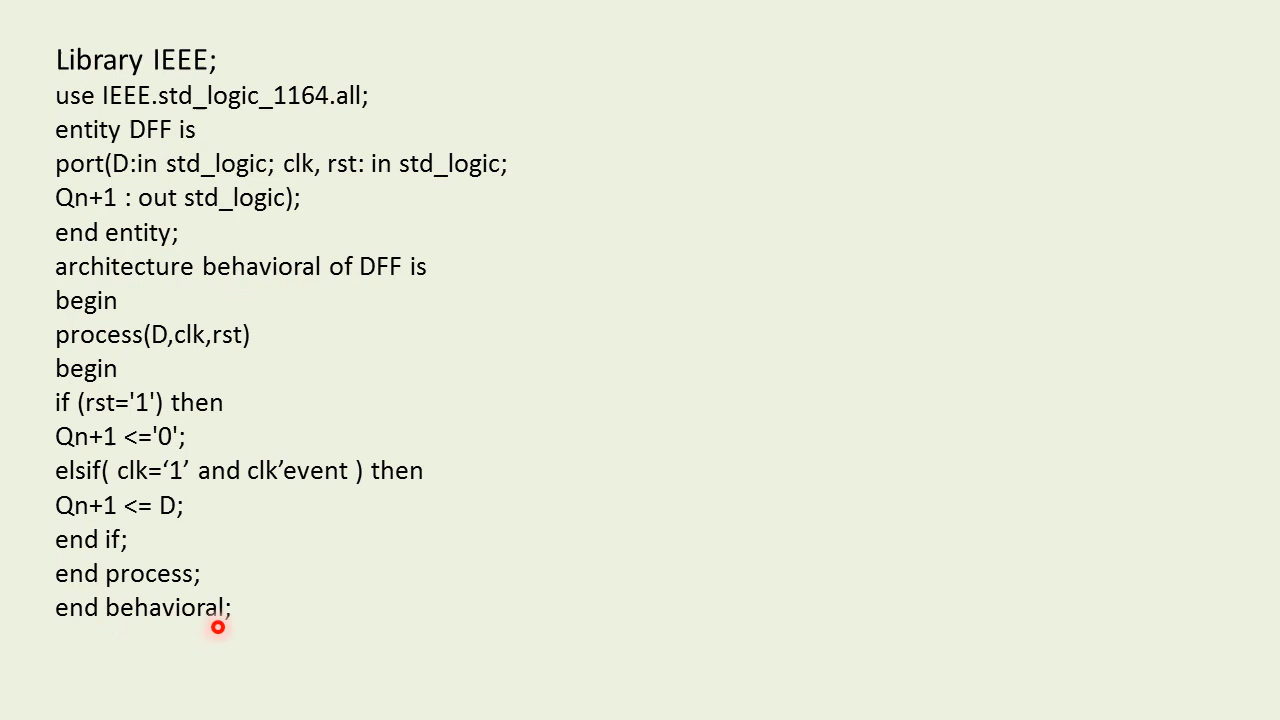 Library IEEE;
use IEEE.std_logic_1164.all;
entity DFF is
port(D:in std_logic; clk, rst: in std_logic;
Qn+1 : out std_logic);
end entity;
architecture behavioral of DFF is
begin
process(D,clk,rst)
begin
if (rst='1') then
Qn+1 <='0';
elsif( clk=‘1’ and clk’event ) then
Qn+1 <= D;
end if;
end process;
end behavioral;